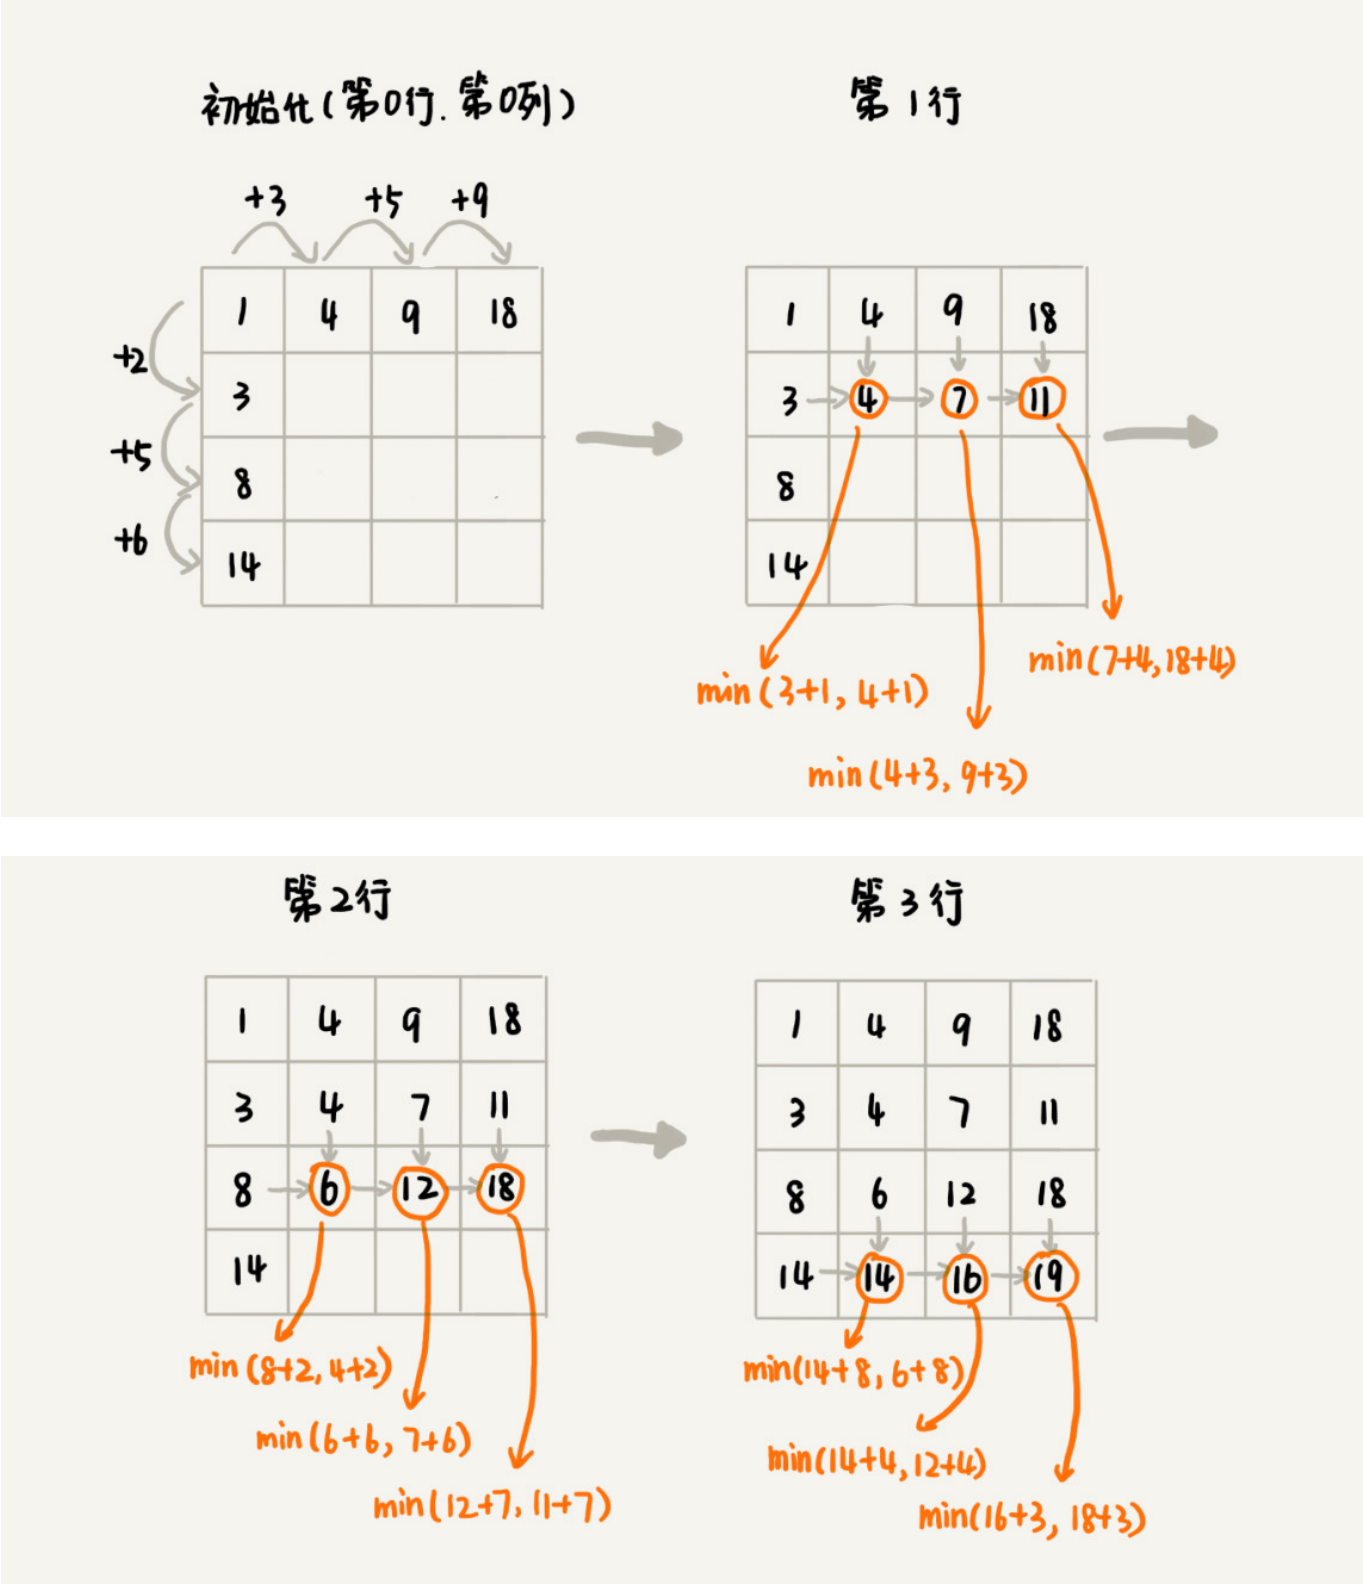 初始化(第0行.第0列)
+3 +5 +9
1 4 9 18
+2
3
+5
8
+6
14
第1行
1 4 9 18
3 4 7 11
8
14
min(3+1, 4+1)
min(4+3, 9+3)
min(7+4, 18+4)
第2行
1 4 9 18
3 4 7 11
8 6 12 18
14
min(8+2, 4+2)
min(6+6, 7+6)
min(12+7, 11+7)
第3行
1 4 9 18
3 4 7 11
8 6 12 18
14 14 16 19
min(14+8, 6+8)
min(14+4, 12+4)
min(16+3, 18+3)